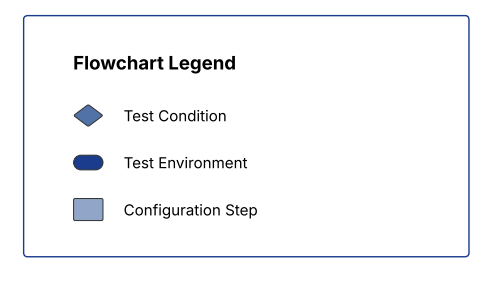 Flowchart Legend
Test Condition
Test Environment
Configuration Step